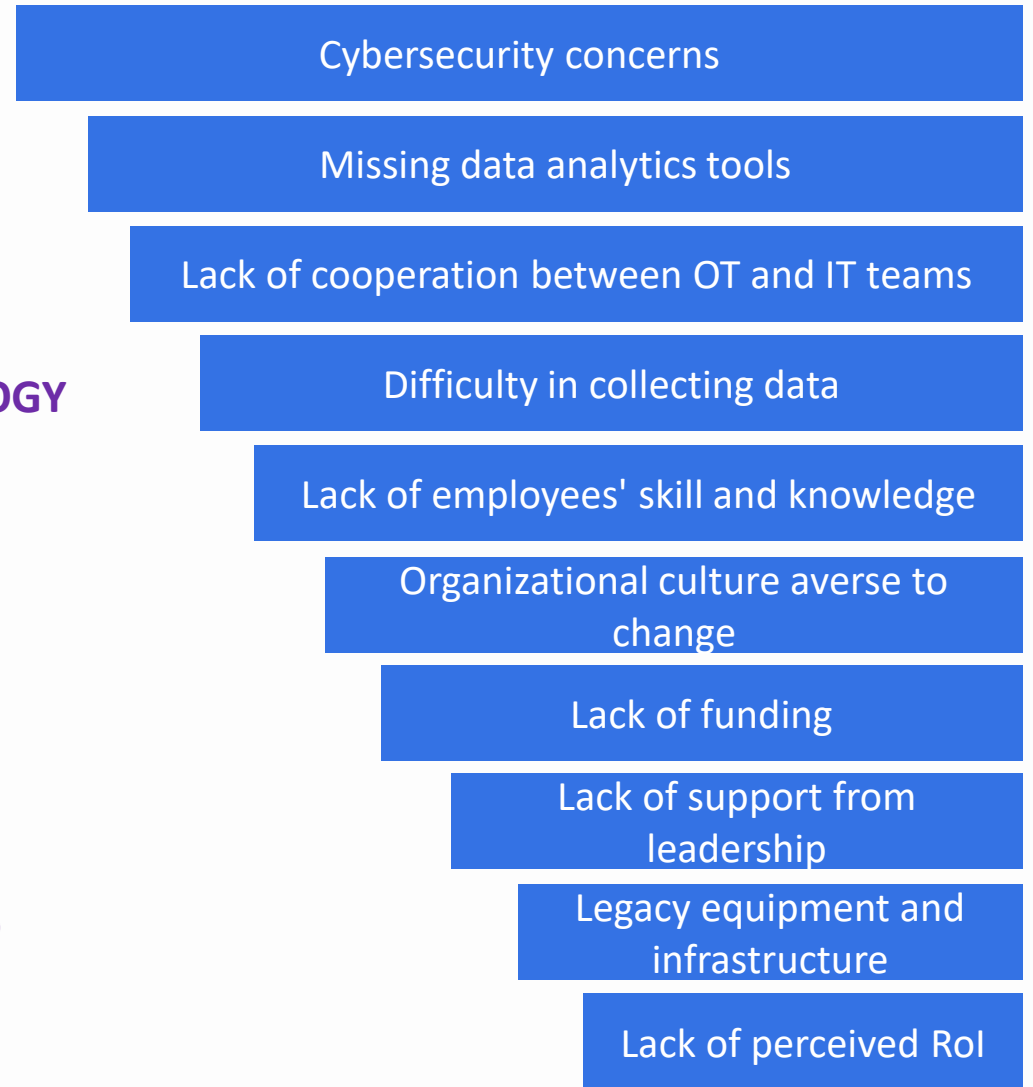 Cybersecurity concerns
Missing data analytics tools
Lack of cooperation between OT and IT teams
OGY
Difficulty in collecting data
Lack of employees' skill and knowledge
Organizational culture averse to
change
Lack of funding
Lack of support from
leadership
Legacy equipment and
infrastructure
Lack of perceived RoI